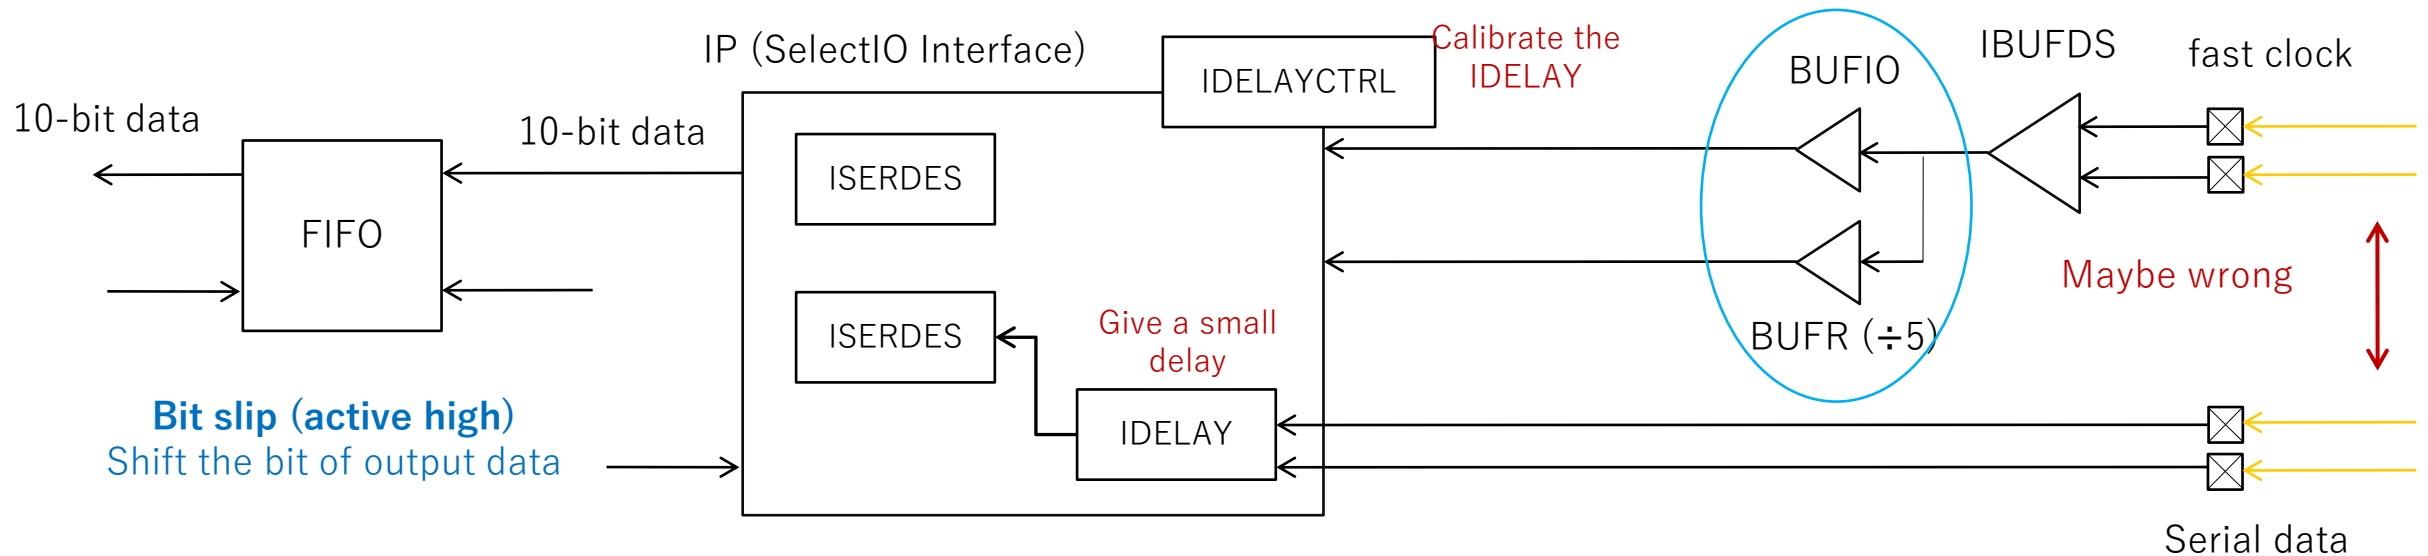 IP (SelectIO Interface)
IDELAYCTRL
Calibrate the
IDELAY
BUFIO
IBUFDS
fast clock
10-bit data
10-bit data
ISERDES
FIFO
Maybe wrong
ISERDES
Give a small
delay
BUFR (÷5)
Bit slip (active high)
Shift the bit of output data
IDELAY
Serial data